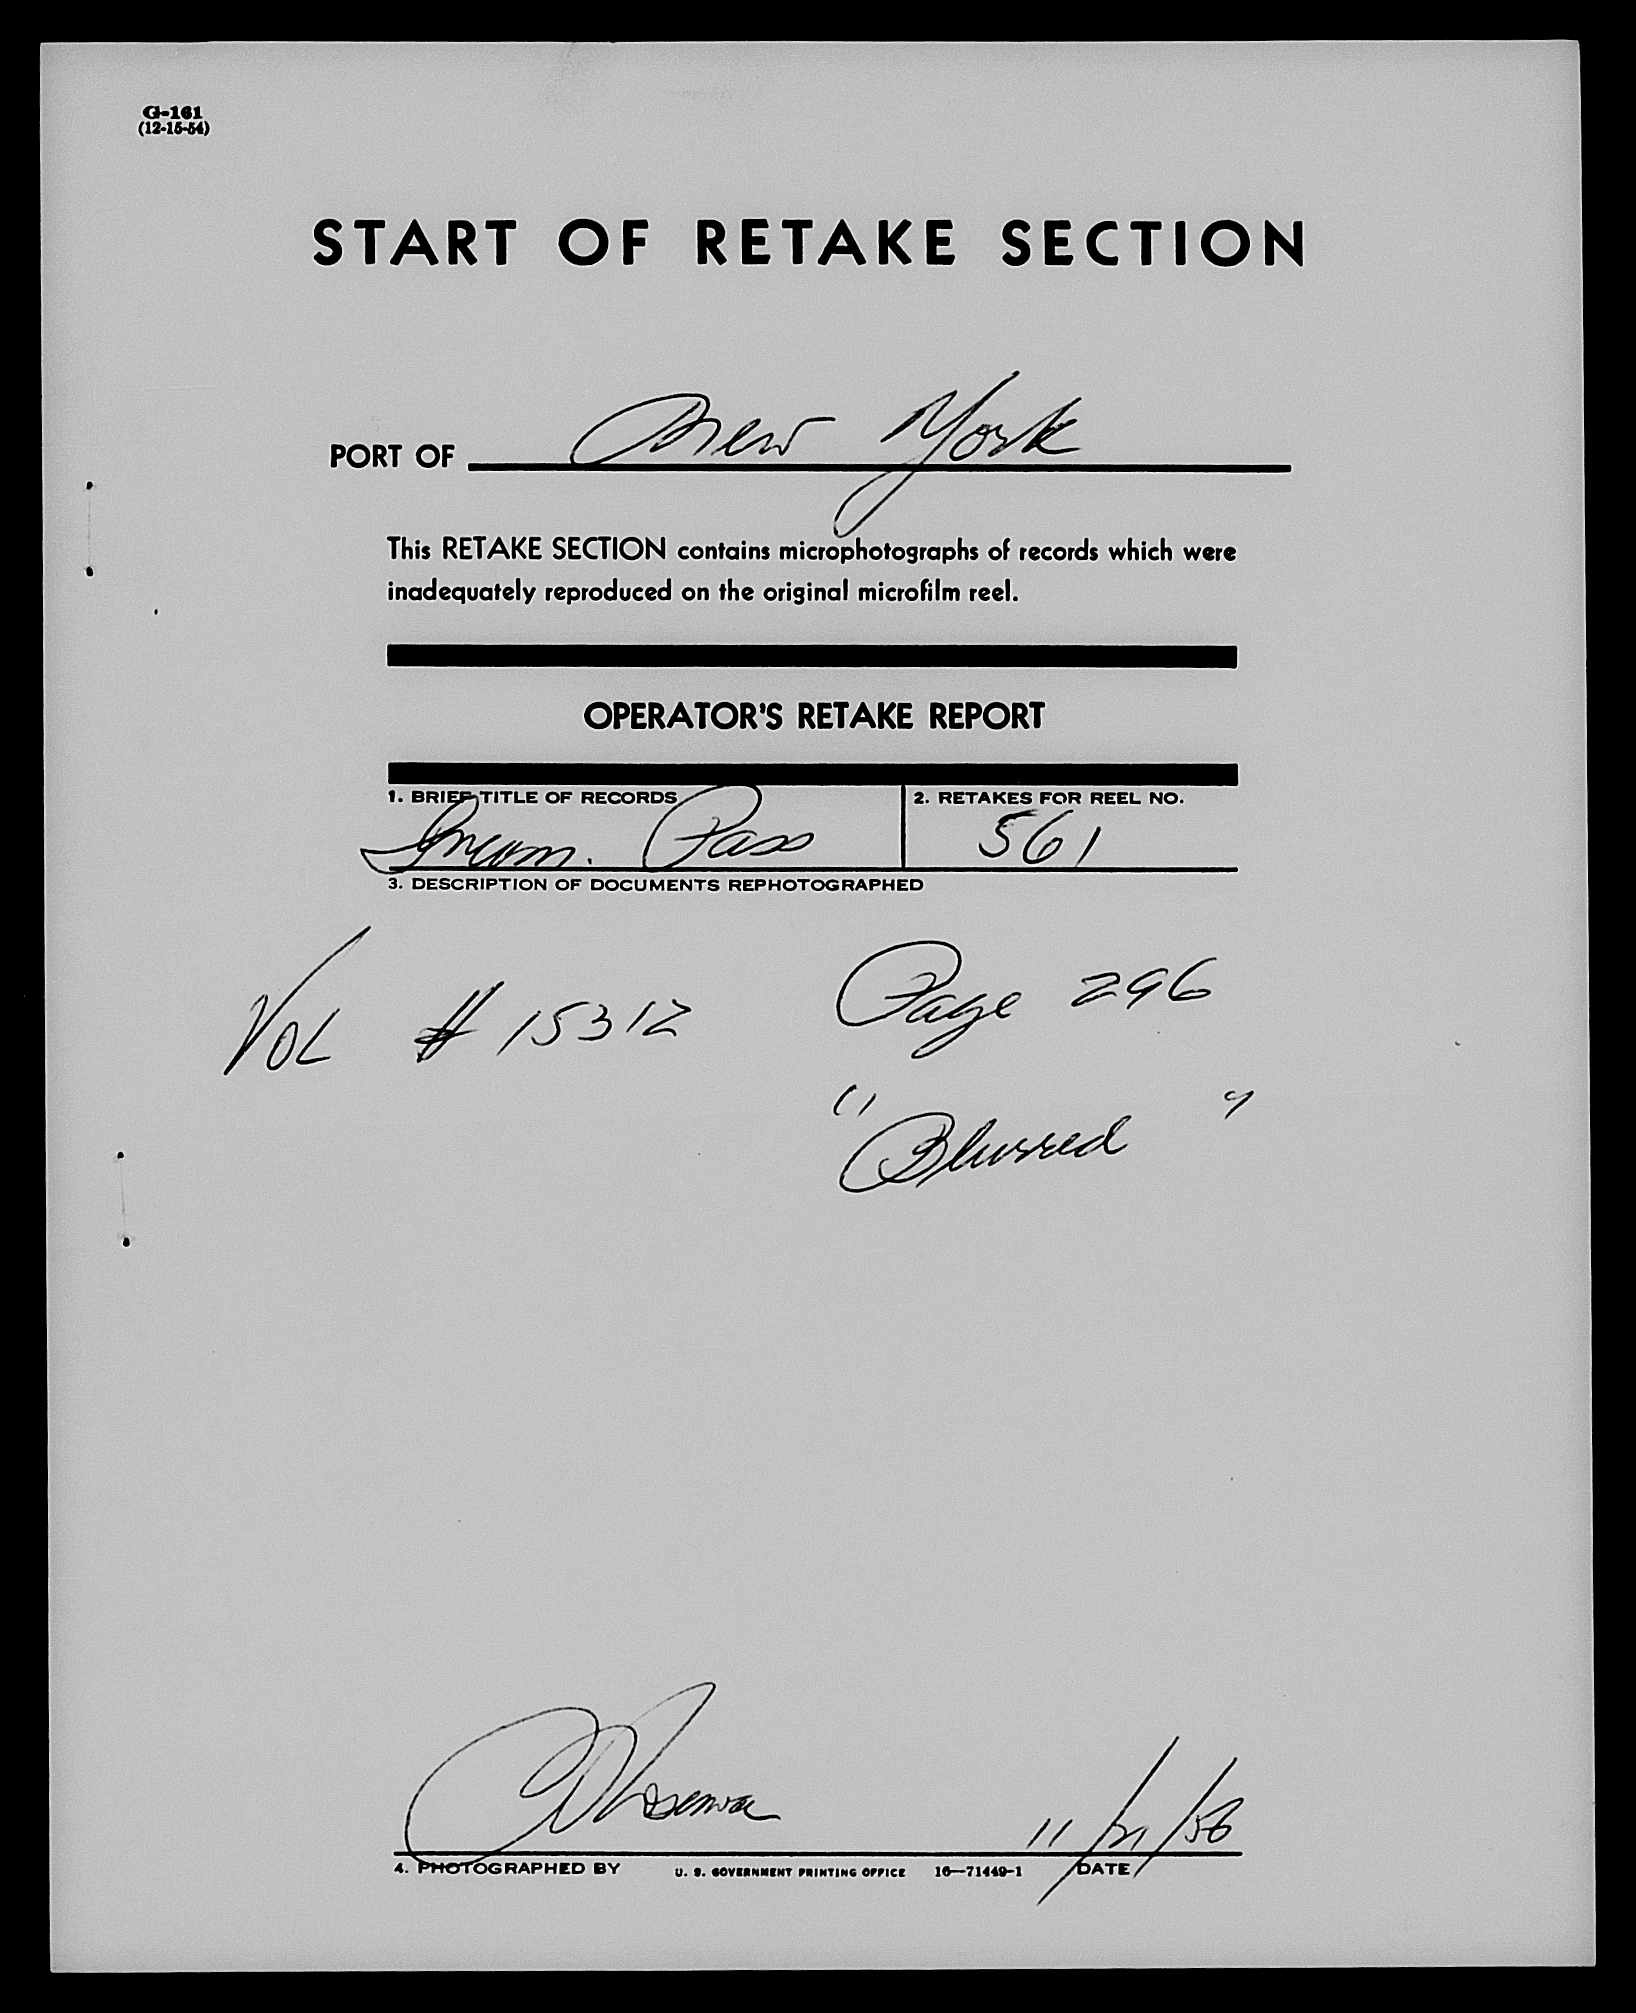 G-161
(12-15-54)
START OF RETAKE SECTION
PORT OF New York
This RETAKE SECTION contains microphotographs of records which were
inadequately reproduced on the original microfilm reel.
OPERATOR'S RETAKE REPORT
1. BRIEF TITLE OF RECORDS
Incom. Pass
2. RETAKES FOR REEL NO.
561
3. DESCRIPTION OF DOCUMENTS REPHOTOGRAPHED
Vol # 15312 Page 296
"Blurred"
11/21/56
4. PHOTOGRAPHED BY U. S. GOVERNMENT PRINTING OFFICE 16—71449-1 DATE